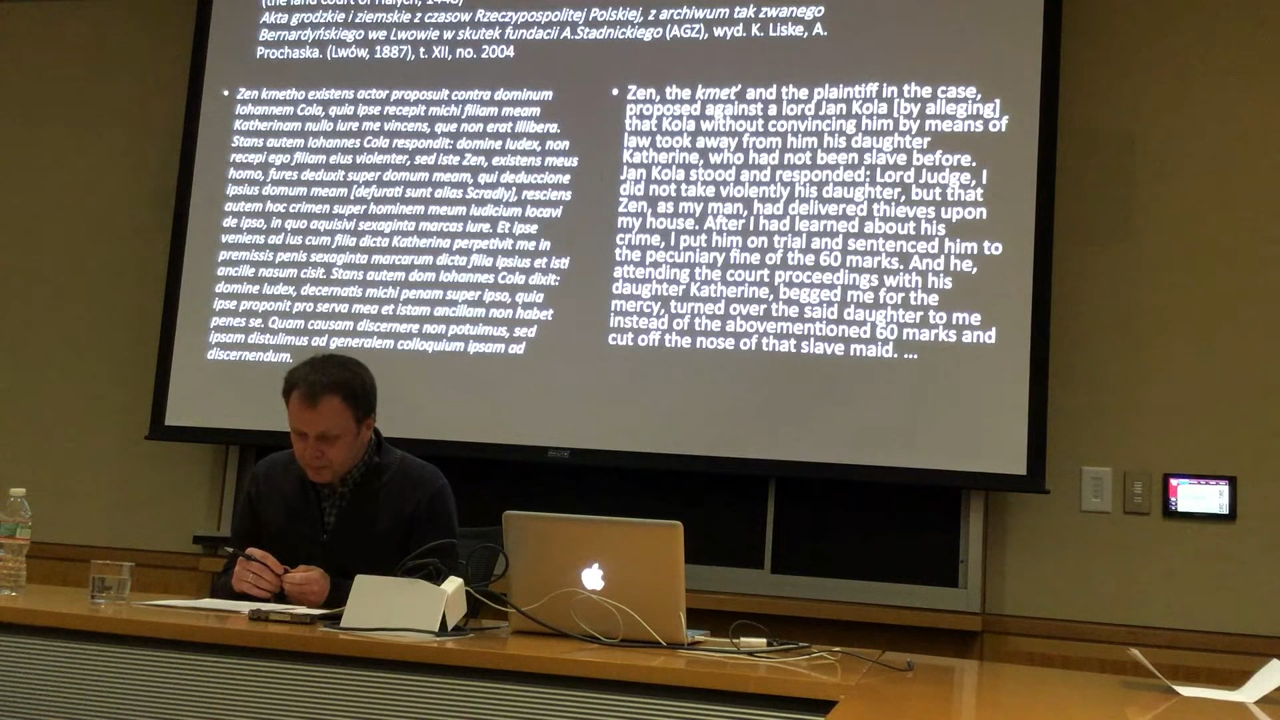 (the land court of Halych, 1448)
Akta grodzkie i ziemskie z czasow Rzeczypospolitej Polskiej, z archiwum tak zwanego
Bernardyńskiego we Lwowie w skutek fundacii A.Stadnickiego (AGZ), wyd. K. Liske, A.
Prochaska. (Lwów, 1887), t. XII, no. 2004
• Zen kmetho existens actor proposuit contra dominum
Iohannem Cola, quia ipse recepit michi filiam meam
Katherinam nullo iure me vincens, que non erat illibera.
Stans autem Iohannes Cola respondit: domine Iudex, non
recepi ego filiam eius violenter, sed iste Zen, existens meus
homo, fures deduxit super domum meam, qui deduccione
ipsius domum meam [defurati sunt alias Scradly], resciens
autem hoc crimen super hominem meum iudicium locavi
de ipso, in quo aquisivi sexaginta marcas iure. Et ipse
veniens ad ius cum filia dicta Katherina perpetivit me in
premissis penis sexaginta marcarum dicta filia ipsius et isti
ancille nasum cisit. Stans autem dom Iohannes Cola dixit:
domine Iudex, decernatis michi penam super ipso, quia
ipse proponit pro serva mea et istam ancillam non habet
penes se. Quam causam discernere non potuimus, sed
ipsam distulimus ad generalem colloquium ipsam ad
discernendum.
• Zen, the kmet' and the plaintiff in the case,
proposed against a lord Jan Kola [by alleging]
that Kola without convincing him by means of
law took away from him his daughter
Katherine, who had not been slave before.
Jan Kola stood and responded: Lord Judge, I
did not take violently his daughter, but that
Zen, as my man, had delivered thieves upon
my house. After I had learned about his
crime, I put him on trial and sentenced him to
the pecuniary fine of the 60 marks. And he,
attending the court proceedings with his
daughter Katherine, begged me for the
mercy, turned over the said daughter to me
instead of the abovementioned 60 marks and
cut off the nose of that slave maid. ...